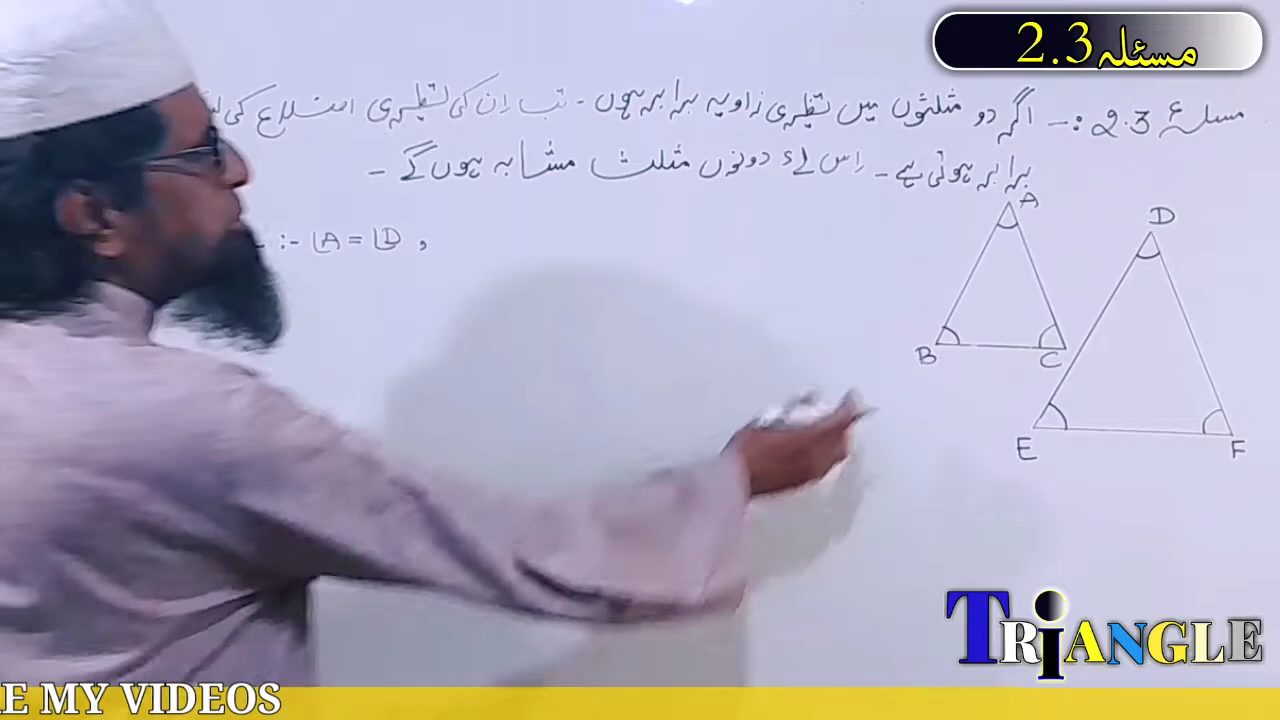 مسئلہ 2.3
مسئلہ 2.3 :- اگر دو مثلثوں میں نظیری زاویہ برابر ہوں - تب ان کی نظیری اضلاع کی
برابر ہوتی ہے - اس لئے دونوں مثلث مشابہ ہوں گے -
:- ∠A = ∠D ,
A
D
B
C
E
F
TRiANGLE
E MY VIDEOS